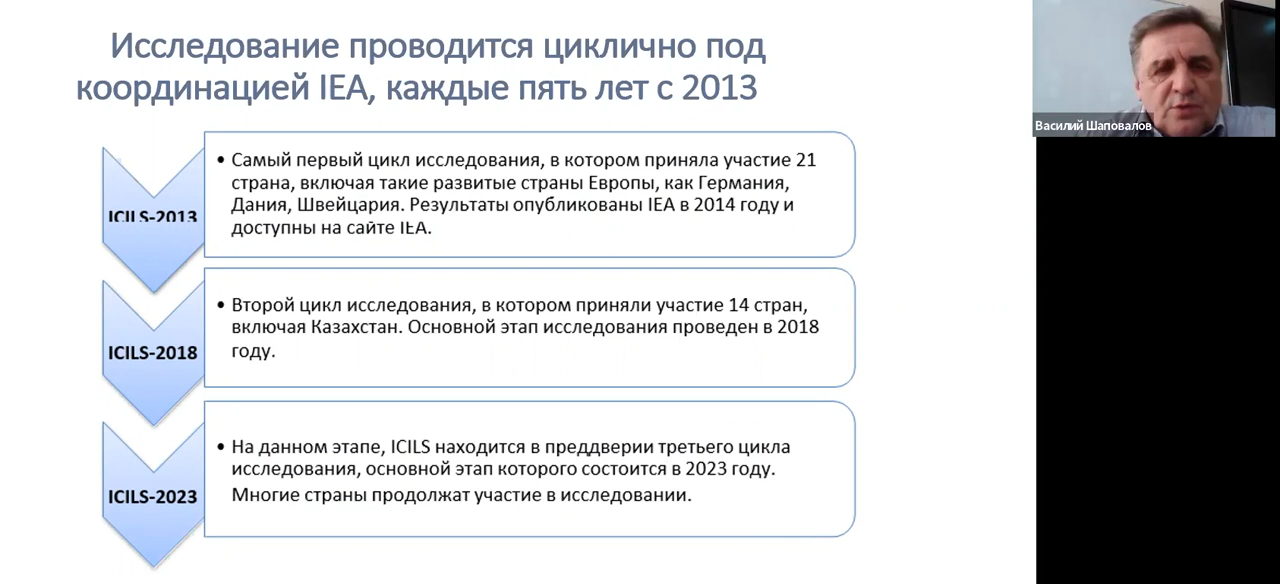 Исследование проводится циклично под
координацией IEA, каждые пять лет с 2013
Василий Шаповалов
ICILS-2013
• Самый первый цикл исследования, в котором приняла участие 21
страна, включая такие развитые страны Европы, как Германия,
Дания, Швейцария. Результаты опубликованы IEA в 2014 году и
доступны на сайте IEA.
ICILS-2018
• Второй цикл исследования, в котором приняли участие 14 стран,
включая Казахстан. Основной этап исследования проведен в 2018
году.
ICILS-2023
• На данном этапе, ICILS находится в преддверии третьего цикла
исследования, основной этап которого состоится в 2023 году.
Многие страны продолжат участие в исследовании.